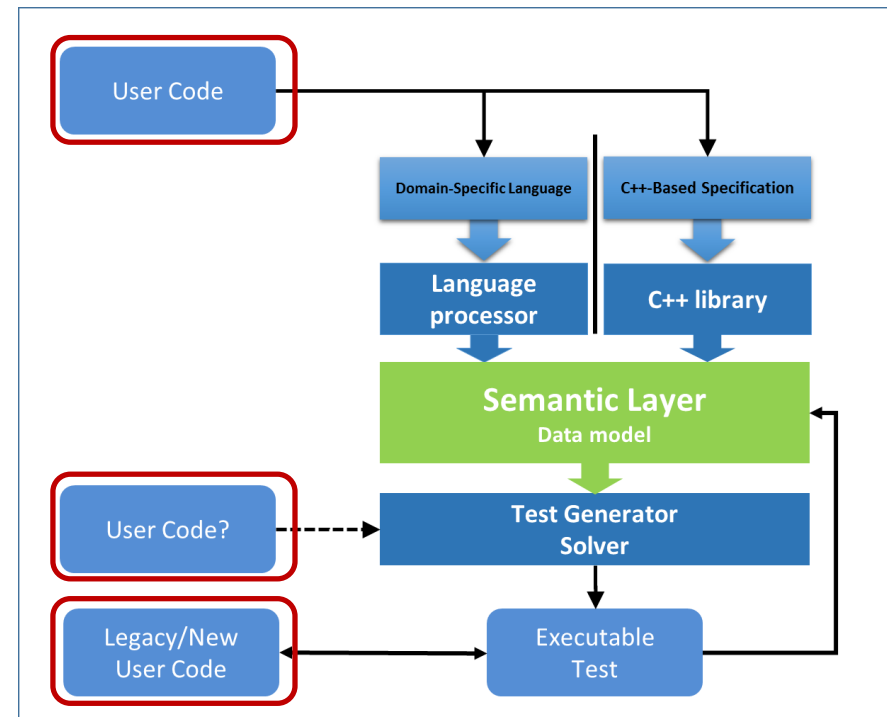 User Code
Domain-Specific Language
C++-Based Specification
Language
processor
C++ library
Semantic Layer
Data model
User Code?
Test Generator
Solver
Legacy/New
User Code
Executable
Test